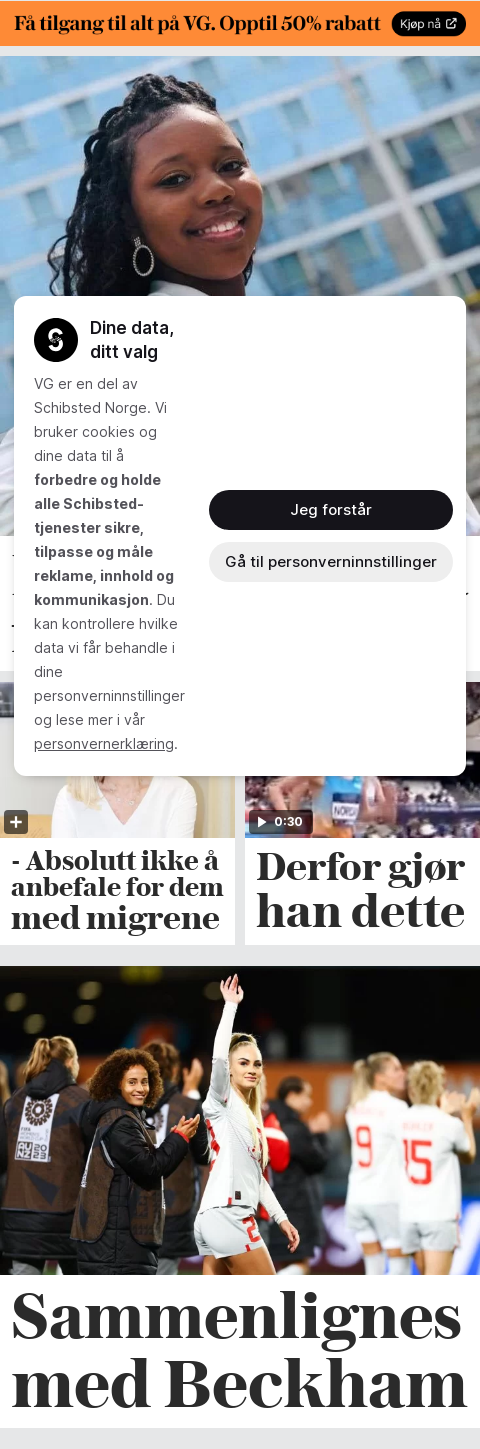 Få tilgang til alt på VG. Opptil 50% rabatt
Kjøp nå
Dine data,
ditt valg
VG er en del av
Schibsted Norge. Vi
bruker cookies og
dine data til å
forbedre og holde
alle Schibsted-
tjenester sikre,
tilpasse og måle
reklame, innhold og
kommunikasjon. Du
kan kontrollere hvilke
data vi får behandle i
dine
personverninnstillinger
og lese mer i vår
personvernerklæring.
Jeg forstår
Gå til personverninnstillinger
0:30
- Absolutt ikke å
anbefale for dem
med migrene
Derfor gjør
han dette
9
15
2
Sammenlignes
med Beckham